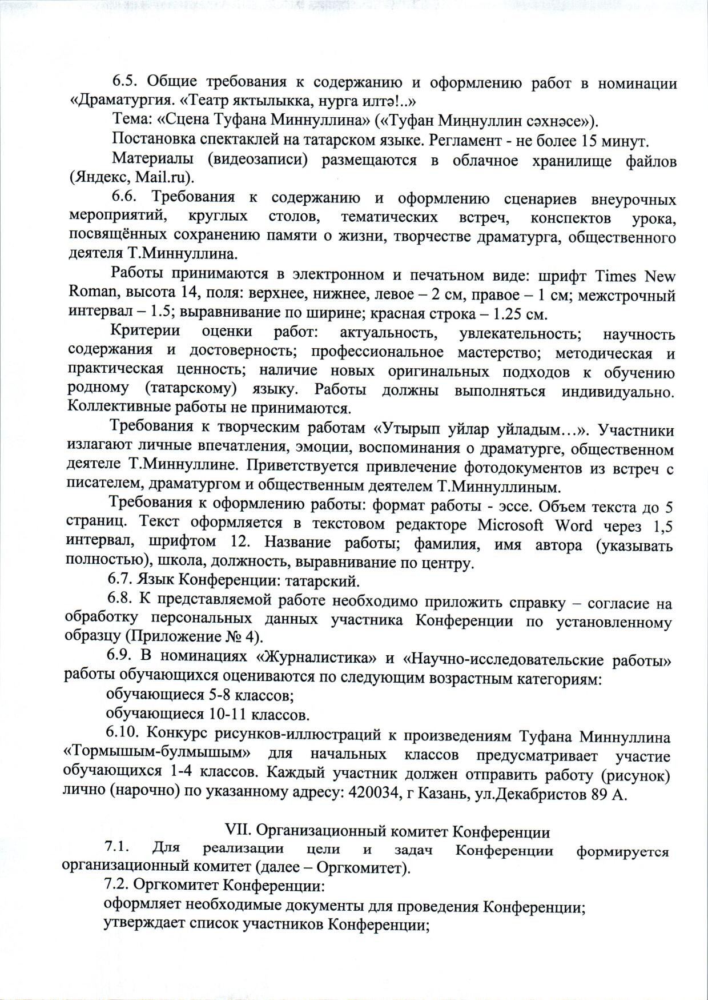 6.5. Общие требования к содержанию и оформлению работ в номинации
«Драматургия. «Театр яктылыкка, нурга илтә!..»
Тема: «Сцена Туфана Миннуллина» («Туфан Миңнуллин сәхнәсе»).
Постановка спектаклей на татарском языке. Регламент - не более 15 минут.
Материалы (видеозаписи) размещаются в облачное хранилище файлов
(Яндекс, Mail.ru).
6.6. Требования к содержанию и оформлению сценариев внеурочных
мероприятий, круглых столов, тематических встреч, конспектов урока,
посвящённых сохранению памяти о жизни, творчестве драматурга, общественного
деятеля Т.Миннуллина.
Работы принимаются в электронном и печатьном виде: шрифт Times New
Roman, высота 14, поля: верхнее, нижнее, левое – 2 см, правое – 1 см; межстрочный
интервал – 1.5; выравнивание по ширине; красная строка – 1.25 см.
Критерии оценки работ: актуальность, увлекательность; научность
содержания и достоверность; профессиональное мастерство; методическая и
практическая ценность; наличие новых оригинальных подходов к обучению
родному (татарскому) языку. Работы должны выполняться индивидуально.
Коллективные работы не принимаются.
Требования к творческим работам «Утырып уйлар уйладым…». Участники
излагают личные впечатления, эмоции, воспоминания о драматурге, общественном
деятеле Т.Миннуллине. Приветствуется привлечение фотодокументов из встреч с
писателем, драматургом и общественным деятелем Т.Миннуллиным.
Требования к оформлению работы: формат работы - эссе. Объем текста до 5
страниц. Текст оформляется в текстовом редакторе Microsoft Word через 1,5
интервал, шрифтом 12. Название работы; фамилия, имя автора (указывать
полностью), школа, должность, выравнивание по центру.
6.7. Язык Конференции: татарский.
6.8. К представляемой работе необходимо приложить справку – согласие на
обработку персональных данных участника Конференции по установленному
образцу (Приложение № 4).
6.9. В номинациях «Журналистика» и «Научно-исследовательские работы»
работы обучающихся оцениваются по следующим возрастным категориям:
обучающиеся 5-8 классов;
обучающиеся 10-11 классов.
6.10. Конкурс рисунков-иллюстраций к произведениям Туфана Миннуллина
«Тормышым-булмышым» для начальных классов предусматривает участие
обучающихся 1-4 классов. Каждый участник должен отправить работу (рисунок)
лично (нарочно) по указанному адресу: 420034, г Казань, ул.Декабристов 89 А.
VII. Организационный комитет Конференции
7.1. Для реализации цели и задач Конференции формируется
организационный комитет (далее – Оргкомитет).
7.2. Оргкомитет Конференции:
оформляет необходимые документы для проведения Конференции;
утверждает список участников Конференции;